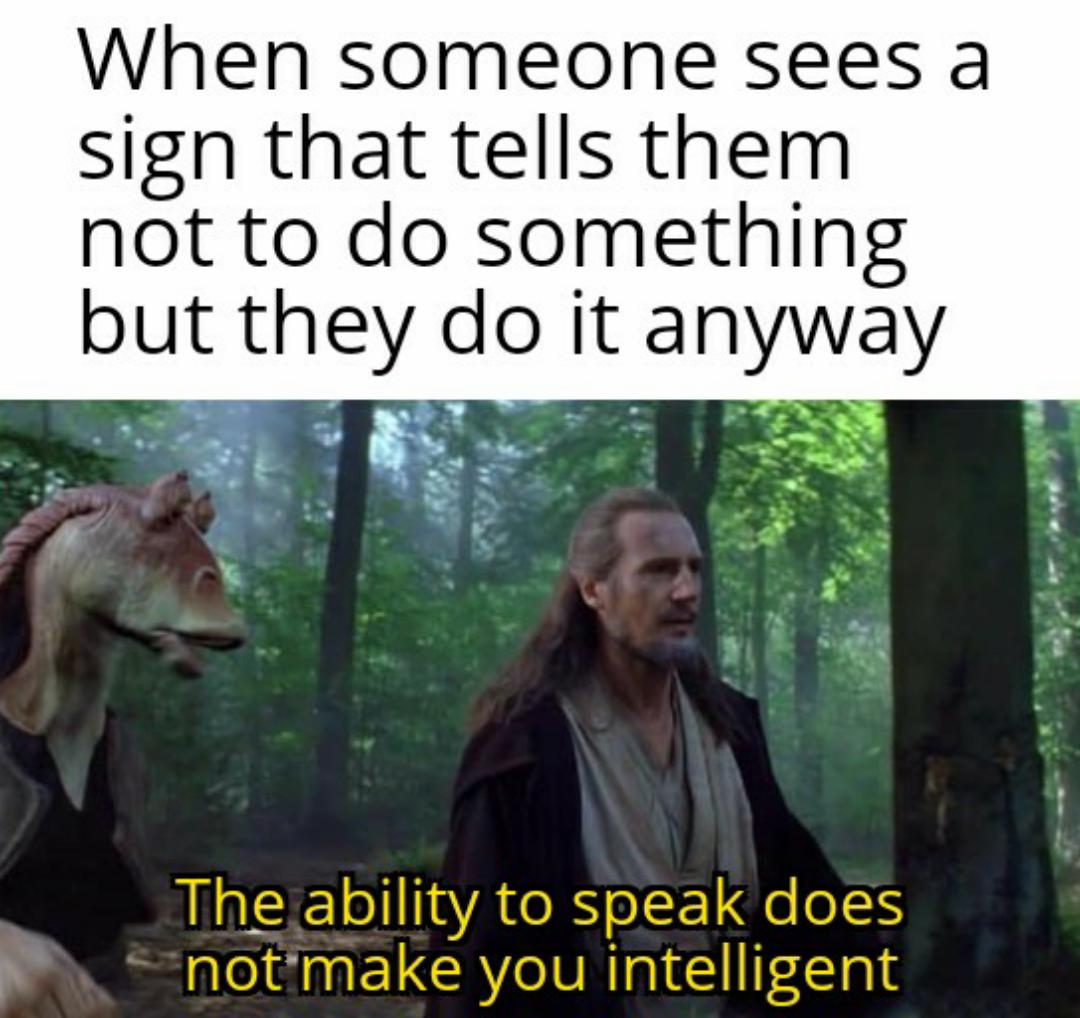 When someone sees a
sign that tells them
not to do something
but they do it anyway
The ability to speak does
not make you intelligent